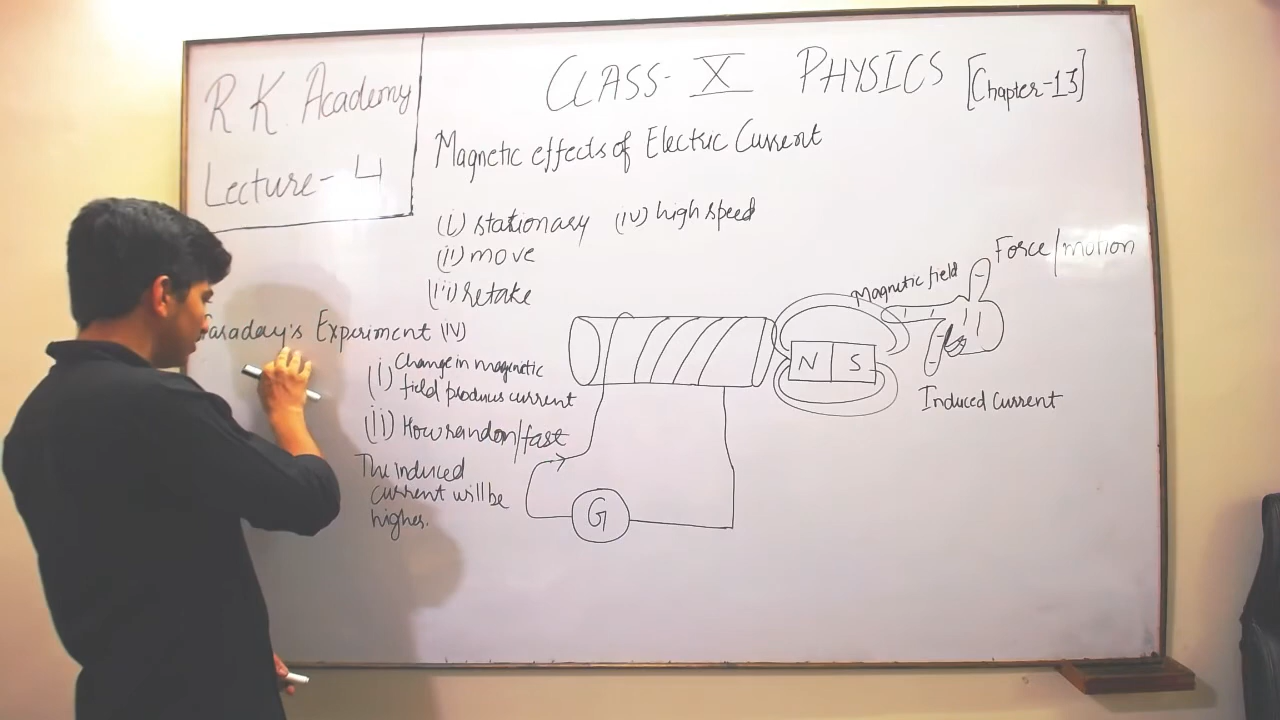 R K. Academy
Lecture- 4
CLASS- X PHYSICS [Chapter-13]
Magnetic effects of Electric Current
(i) stationary (iv) high speed
(ii) move
(iii) retake
Faraday's Experiment (iv)
(i) Change in magnetic
field produces current
(ii) How random/fast
The induced
current will be
higher.
G
N S
Magnetic field
Force/motion
Induced Current